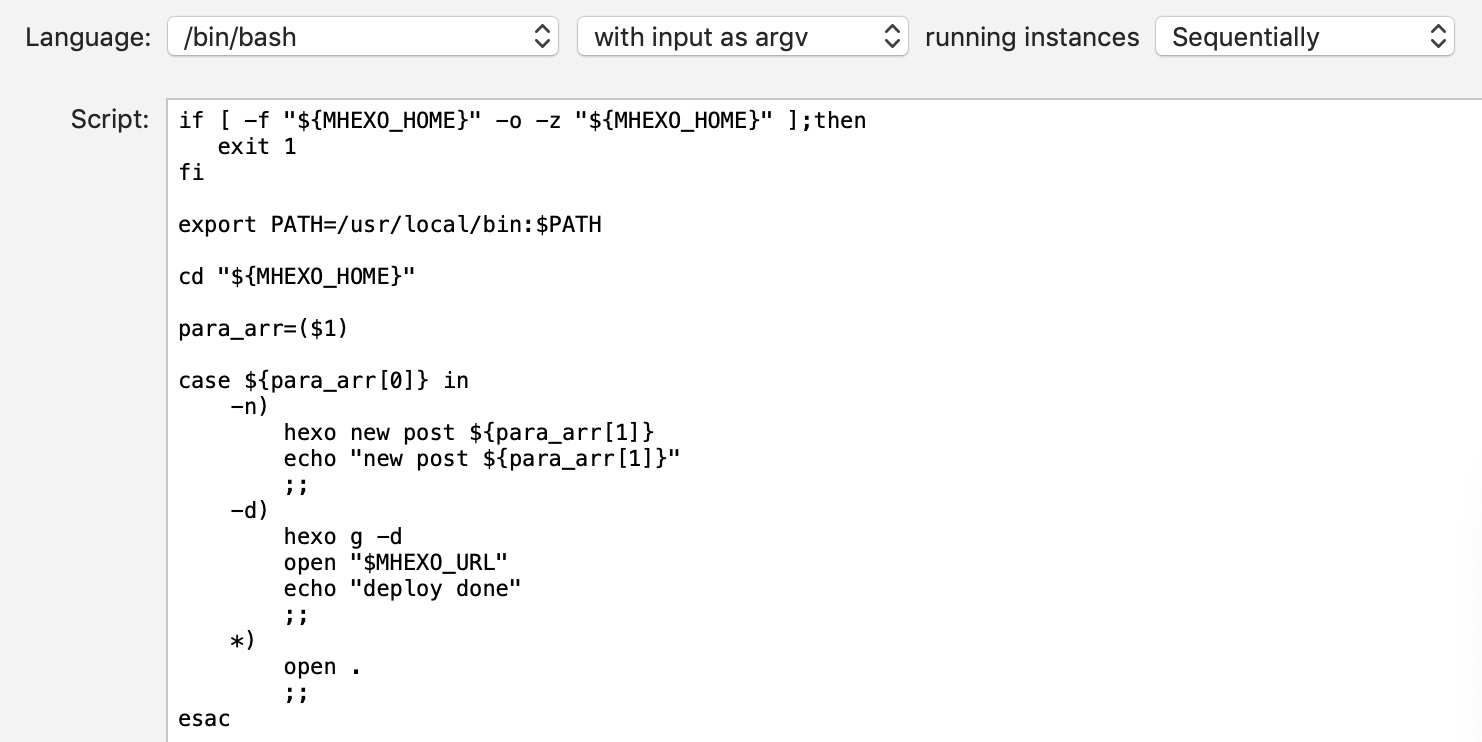 Language: /bin/bash with input as argv running instances Sequentially
Script:
if [ -f "${MHEXO_HOME}" -o -z "${MHEXO_HOME}" ];then
   exit 1
fi

export PATH=/usr/local/bin:$PATH

cd "${MHEXO_HOME}"

para_arr=($1)

case ${para_arr[0]} in
    -n)
        hexo new post ${para_arr[1]}
        echo "new post ${para_arr[1]}"
        ;;
    -d)
        hexo g -d
        open "$MHEXO_URL"
        echo "deploy done"
        ;;
    *)
        open .
        ;;
esac